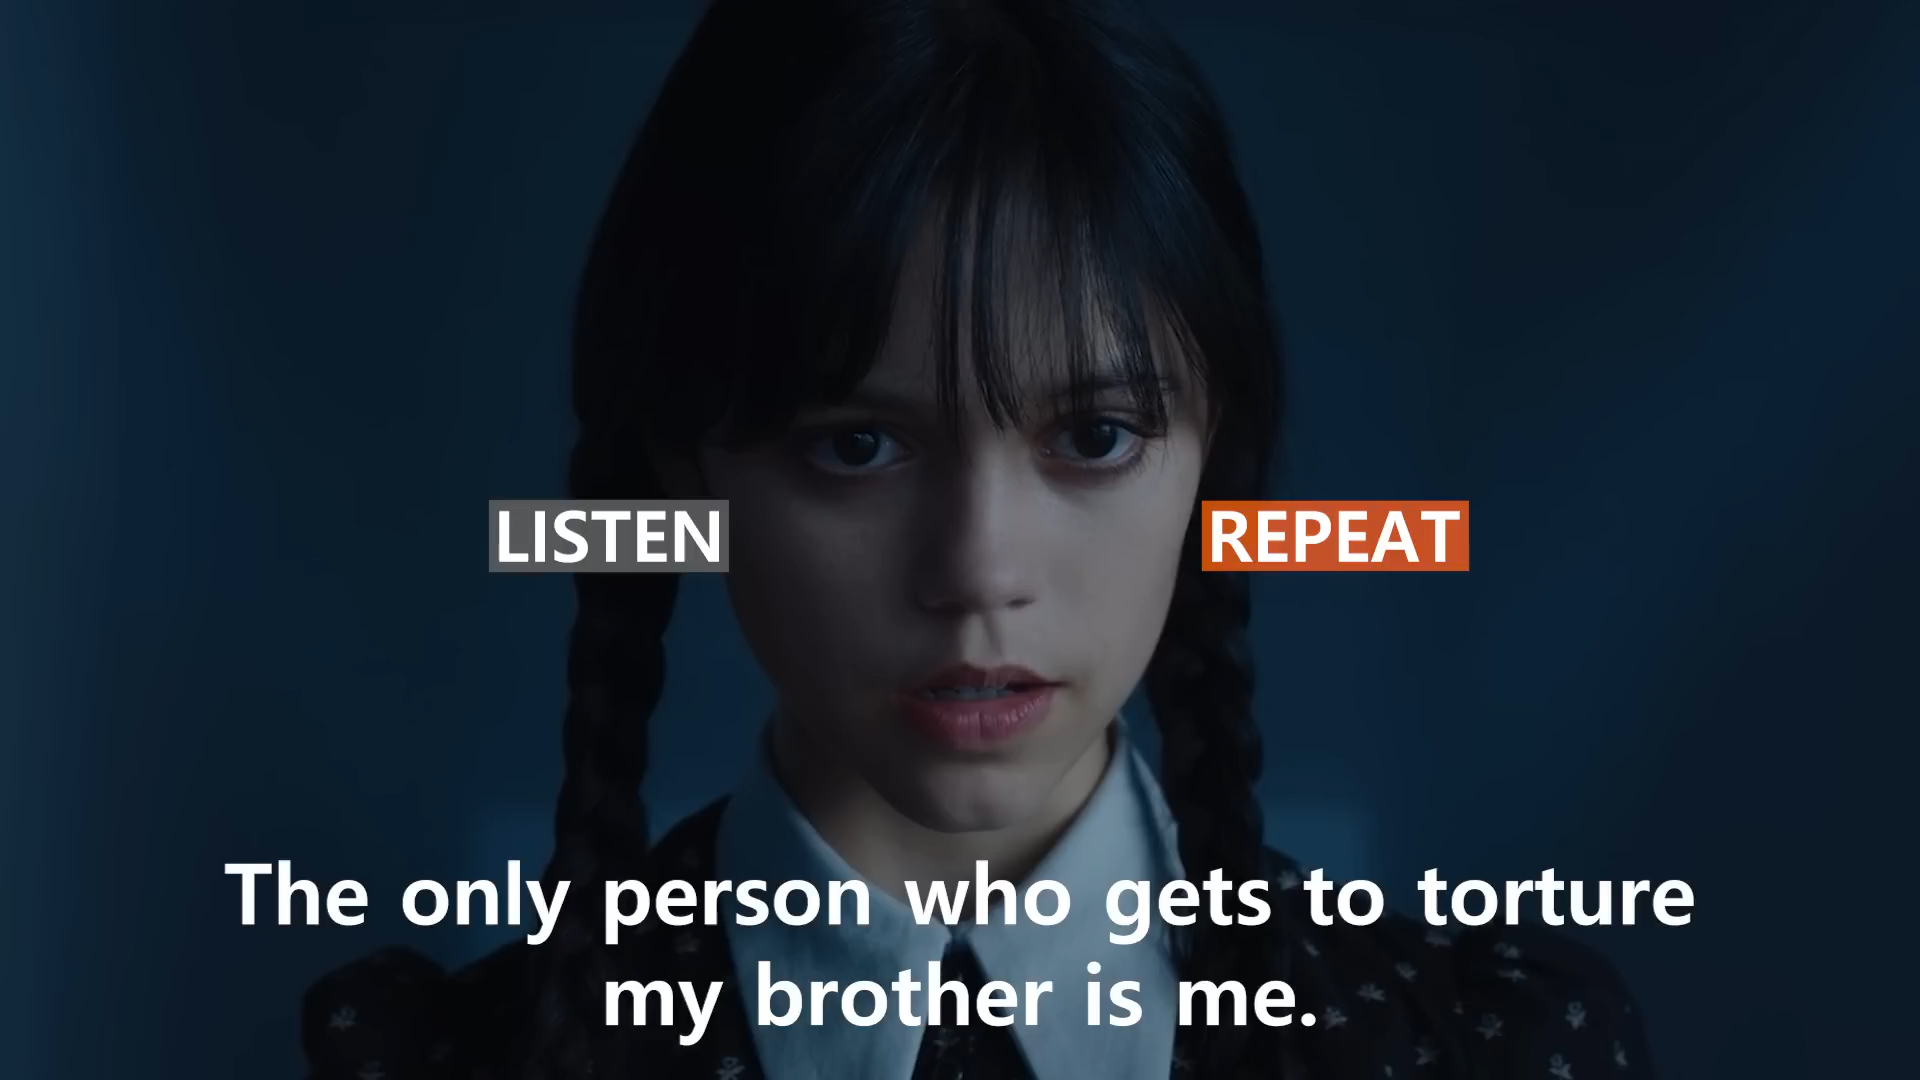 LISTEN
REPEAT
The only person who gets to torture
my brother is me.